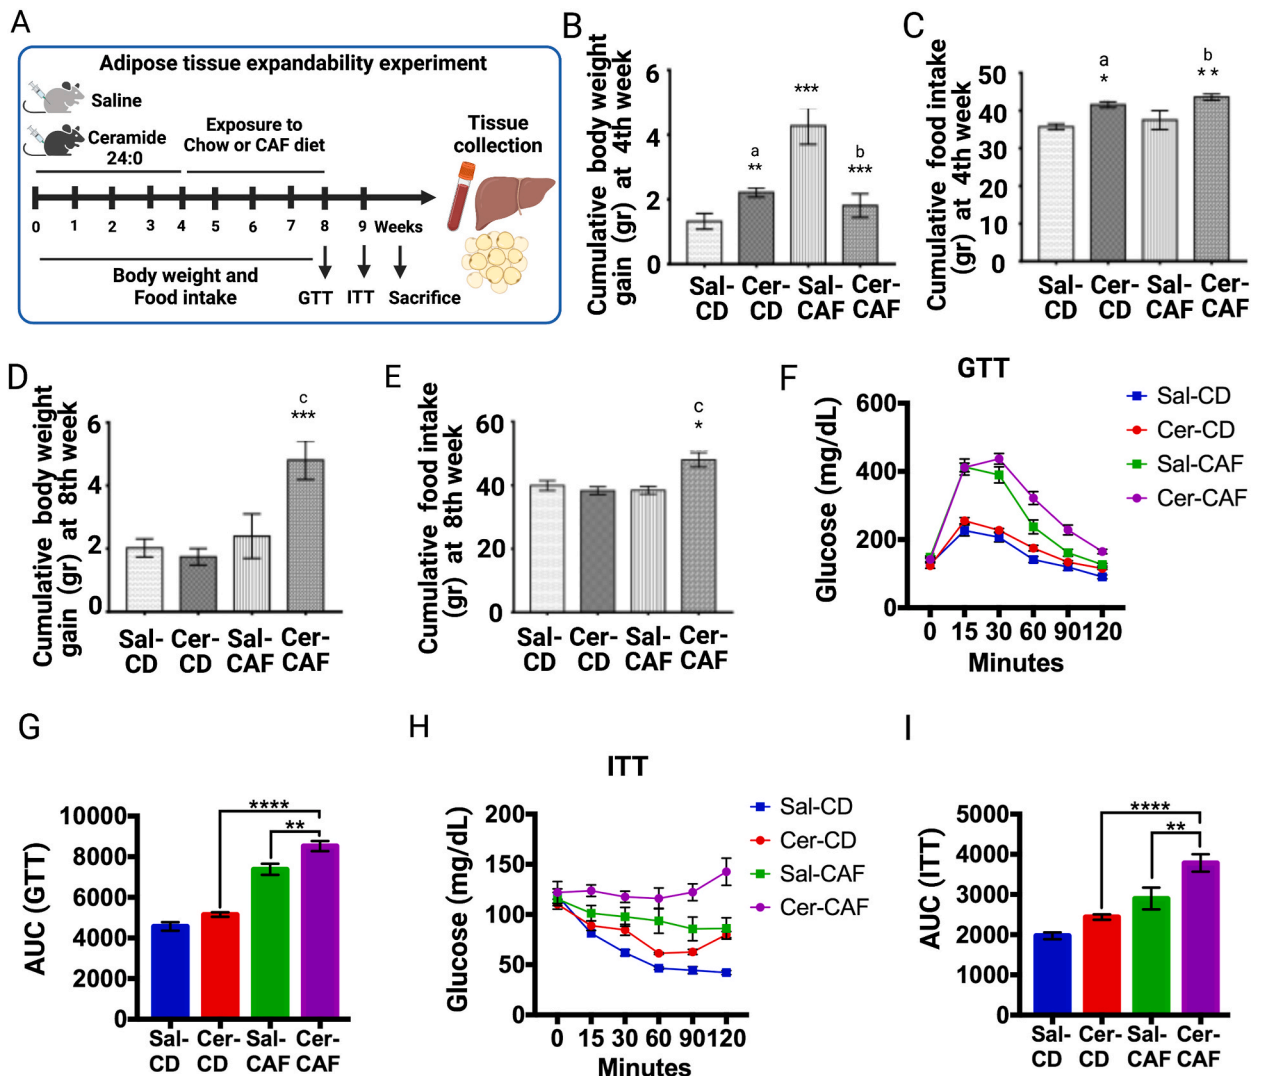 A
Adipose tissue expandability experiment
Saline
Ceramide
24:0
Exposure to
Chow or CAF diet
Tissue
collection
0 1 2 3 4 5 6 7 8 9 Weeks
Body weight and
Food intake
GTT ITT Sacrifice
B
Cumulative body weight
gain (gr) at 4th week
6
4
2
0
a
**
***
b
***
Sal-
CD
Cer-
CD
Sal-
CAF
Cer-
CAF
C
Cumulative food intake
(gr) at 4th week
50
40
30
20
10
0
a
*
b
**
Sal-
CD
Cer-
CD
Sal-
CAF
Cer-
CAF
D
Cumulative body weight
gain (gr) at 8th week
6
4
2
0
c
***
Sal-
CD
Cer-
CD
Sal-
CAF
Cer-
CAF
E
Cumulative food intake
(gr) at 8th week
60
40
20
0
c
*
Sal-
CD
Cer-
CD
Sal-
CAF
Cer-
CAF
F
GTT
Glucose (mg/dL)
600
400
200
0
0 15 30 60 90 120
Minutes
Sal-CD
Cer-CD
Sal-CAF
Cer-CAF
G
AUC (GTT)
10000
8000
6000
4000
2000
0
****
**
Sal-
CD
Cer-
CD
Sal-
CAF
Cer-
CAF
H
ITT
Glucose (mg/dL)
200
150
100
50
0
0 15 30 60 90 120
Minutes
Sal-CD
Cer-CD
Sal-CAF
Cer-CAF
I
AUC (ITT)
5000
4000
3000
2000
1000
0
****
**
Sal-
CD
Cer-
CD
Sal-
CAF
Cer-
CAF